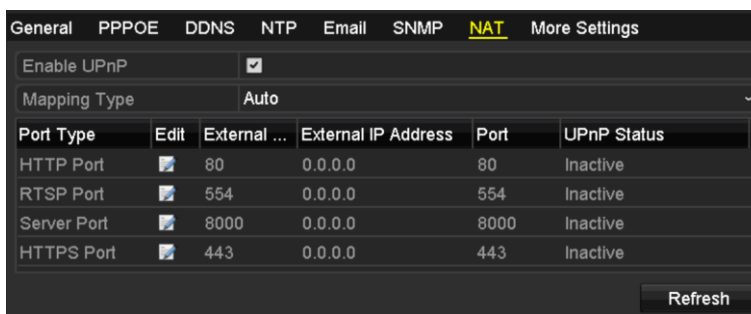 General PPPOE DDNS NTP Email SNMP NAT More Settings
Enable UPnP
Mapping Type Auto
Port Type Edit External ... External IP Address Port UPnP Status
HTTP Port 80 0.0.0.0 80 Inactive
RTSP Port 554 0.0.0.0 554 Inactive
Server Port 8000 0.0.0.0 8000 Inactive
HTTPS Port 443 0.0.0.0 443 Inactive
Refresh